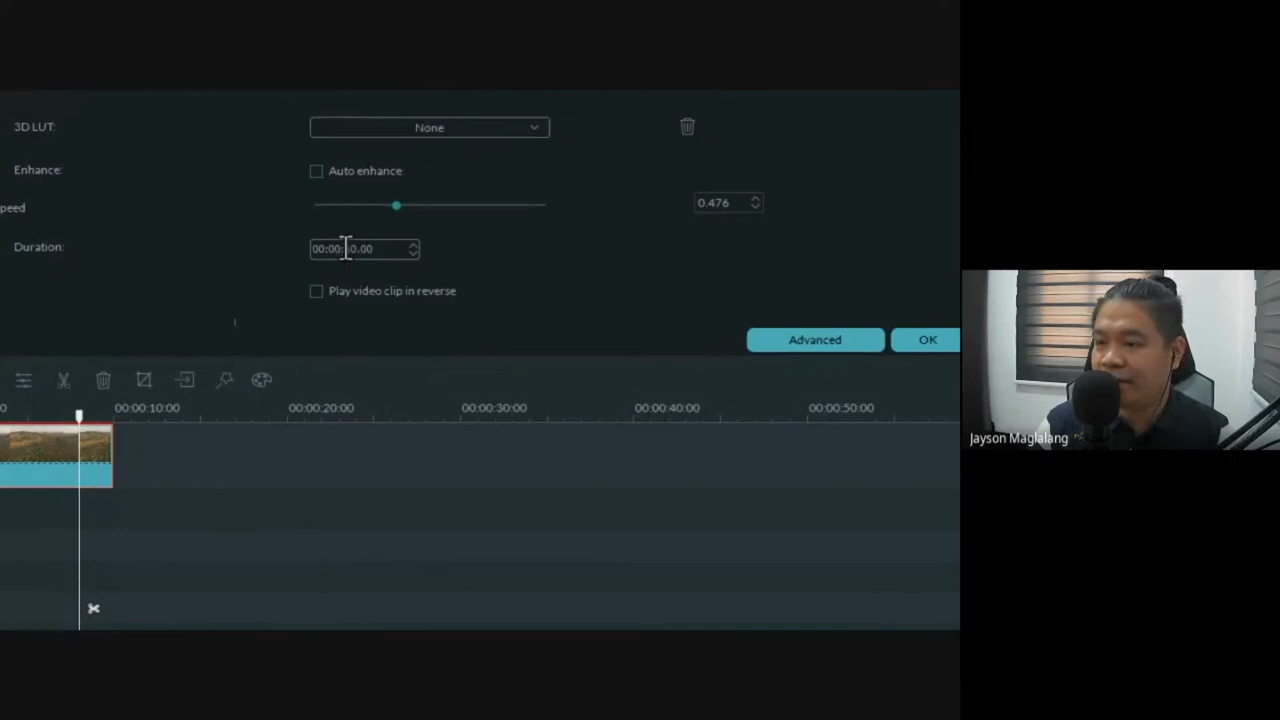 3D LUT:
None
Enhance:
Auto enhance
peed
0.476
Duration:
Play video clip in reverse
Advanced
OK
0
00:00:10:00
00:00:20:00
00:00:30:00
00:00:40:00
00:00:50:00
Jayson Maglalang